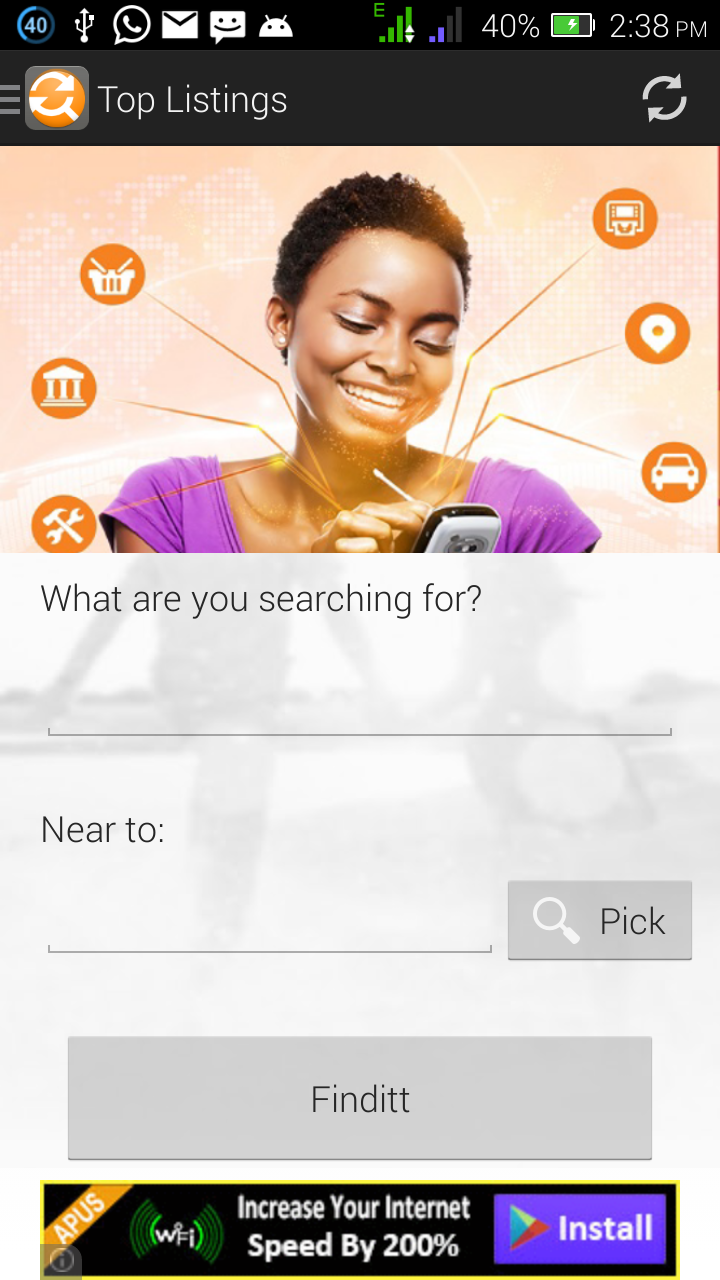 40
E
40%
2:38 PM
Top Listings
What are you searching for?
Near to:
Pick
Finditt
APUS
WiFi
Increase Your Internet
Speed By 200%
Install